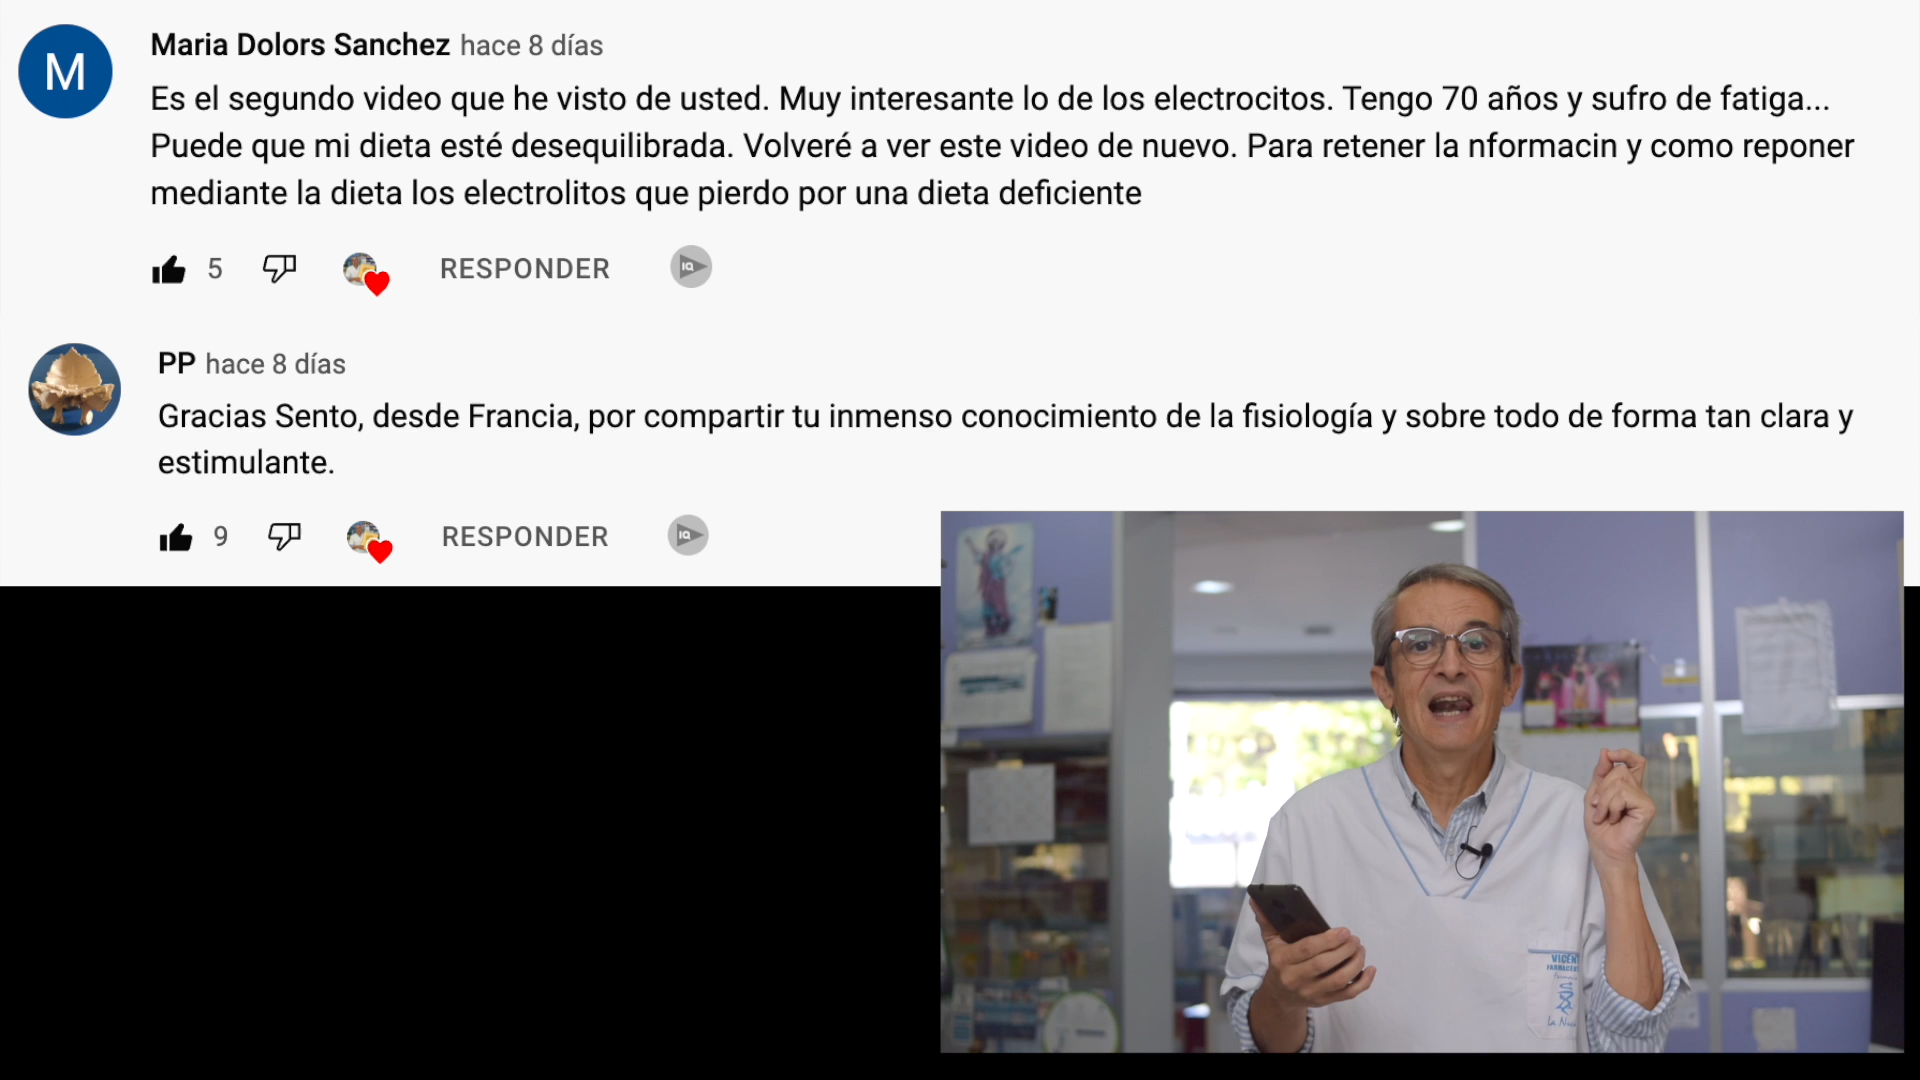 M
Maria Dolors Sanchez hace 8 días
Es el segundo video que he visto de usted. Muy interesante lo de los electrocitos. Tengo 70 años y sufro de fatiga...
Puede que mi dieta esté desequilibrada. Volveré a ver este video de nuevo. Para retener la nformacin y como reponer
mediante la dieta los electrolitos que pierdo por una dieta deficiente
5 RESPONDER IQ
PP hace 8 días
Gracias Sento, desde Francia, por compartir tu inmenso conocimiento de la fisiología y sobre todo de forma tan clara y
estimulante.
9 RESPONDER IQ